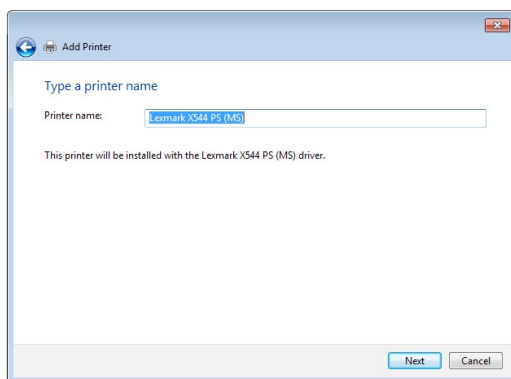 Add Printer
Type a printer name
Printer name: Lexmark X544 PS (MS)
This printer will be installed with the Lexmark X544 PS (MS) driver.
Next Cancel